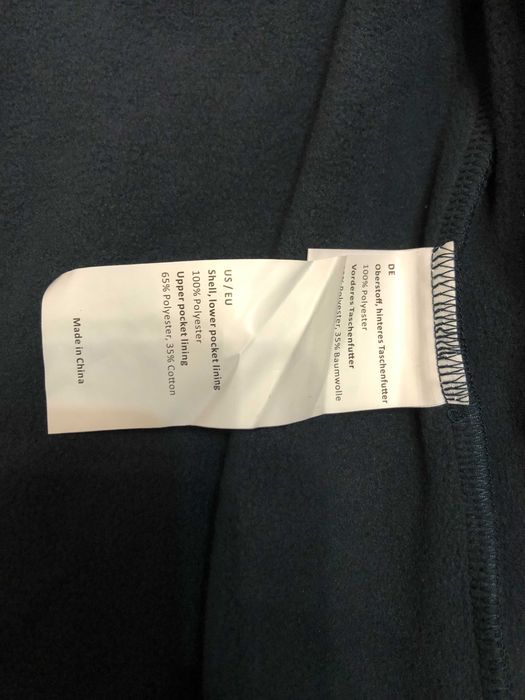 DE
Oberstoff, hinteres Taschenfutter
100% Polyester
Vorderes Taschenfutter
Polyester, 35% Baumwolle
US / EU
Shell, lower pocket lining
100% Polyester
Upper pocket lining
65% Polyester, 35% Cotton
Made in China